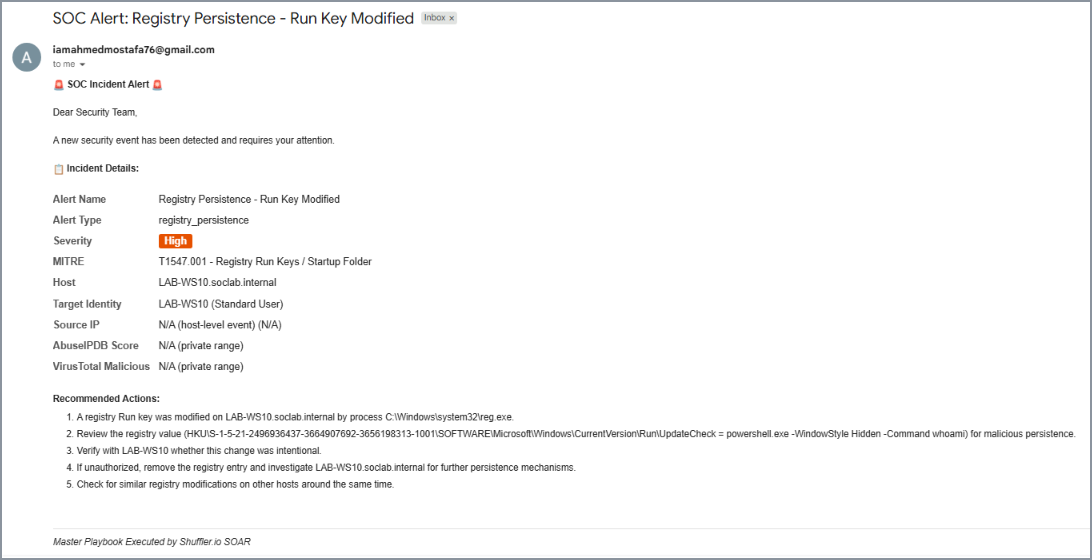 SOC Alert: Registry Persistence - Run Key Modified Inbox x
A
iamahmedmostafa76@gmail.com
to me
🚨 SOC Incident Alert 🚨
Dear Security Team,
A new security event has been detected and requires your attention.
📋 Incident Details:
Alert Name Registry Persistence - Run Key Modified
Alert Type registry_persistence
Severity High
MITRE T1547.001 - Registry Run Keys / Startup Folder
Host LAB-WS10.soclab.internal
Target Identity LAB-WS10 (Standard User)
Source IP N/A (host-level event) (N/A)
AbuseIPDB Score N/A (private range)
VirusTotal Malicious N/A (private range)
Recommended Actions:
1. A registry Run key was modified on LAB-WS10.soclab.internal by process C:\Windows\system32\reg.exe.
2. Review the registry value (HKU\S-1-5-21-2496936437-3664907692-3656198313-1001\SOFTWARE\Microsoft\Windows\CurrentVersion\Run\UpdateCheck = powershell.exe -WindowStyle Hidden -Command whoami) for malicious persistence.
3. Verify with LAB-WS10 whether this change was intentional.
4. If unauthorized, remove the registry entry and investigate LAB-WS10.soclab.internal for further persistence mechanisms.
5. Check for similar registry modifications on other hosts around the same time.
Master Playbook Executed by Shuffler.io SOAR